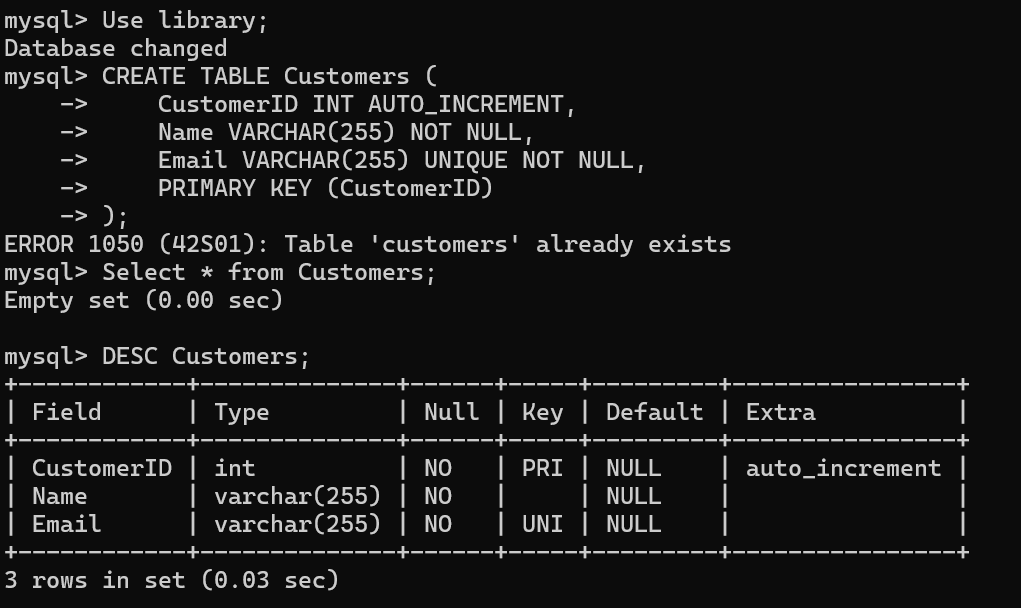 mysql> Use library;
Database changed
mysql> CREATE TABLE Customers (
    ->     CustomerID INT AUTO_INCREMENT,
    ->     Name VARCHAR(255) NOT NULL,
    ->     Email VARCHAR(255) UNIQUE NOT NULL,
    ->     PRIMARY KEY (CustomerID)
    -> );
ERROR 1050 (42S01): Table 'customers' already exists
mysql> Select * from Customers;
Empty set (0.00 sec)

mysql> DESC Customers;
+------------+--------------+------+-----+---------+----------------+
| Field      | Type         | Null | Key | Default | Extra          |
+------------+--------------+------+-----+---------+----------------+
| CustomerID | int          | NO   | PRI | NULL    | auto_increment |
| Name       | varchar(255) | NO   |     | NULL    |                |
| Email      | varchar(255) | NO   | UNI | NULL    |                |
+------------+--------------+------+-----+---------+----------------+
3 rows in set (0.03 sec)